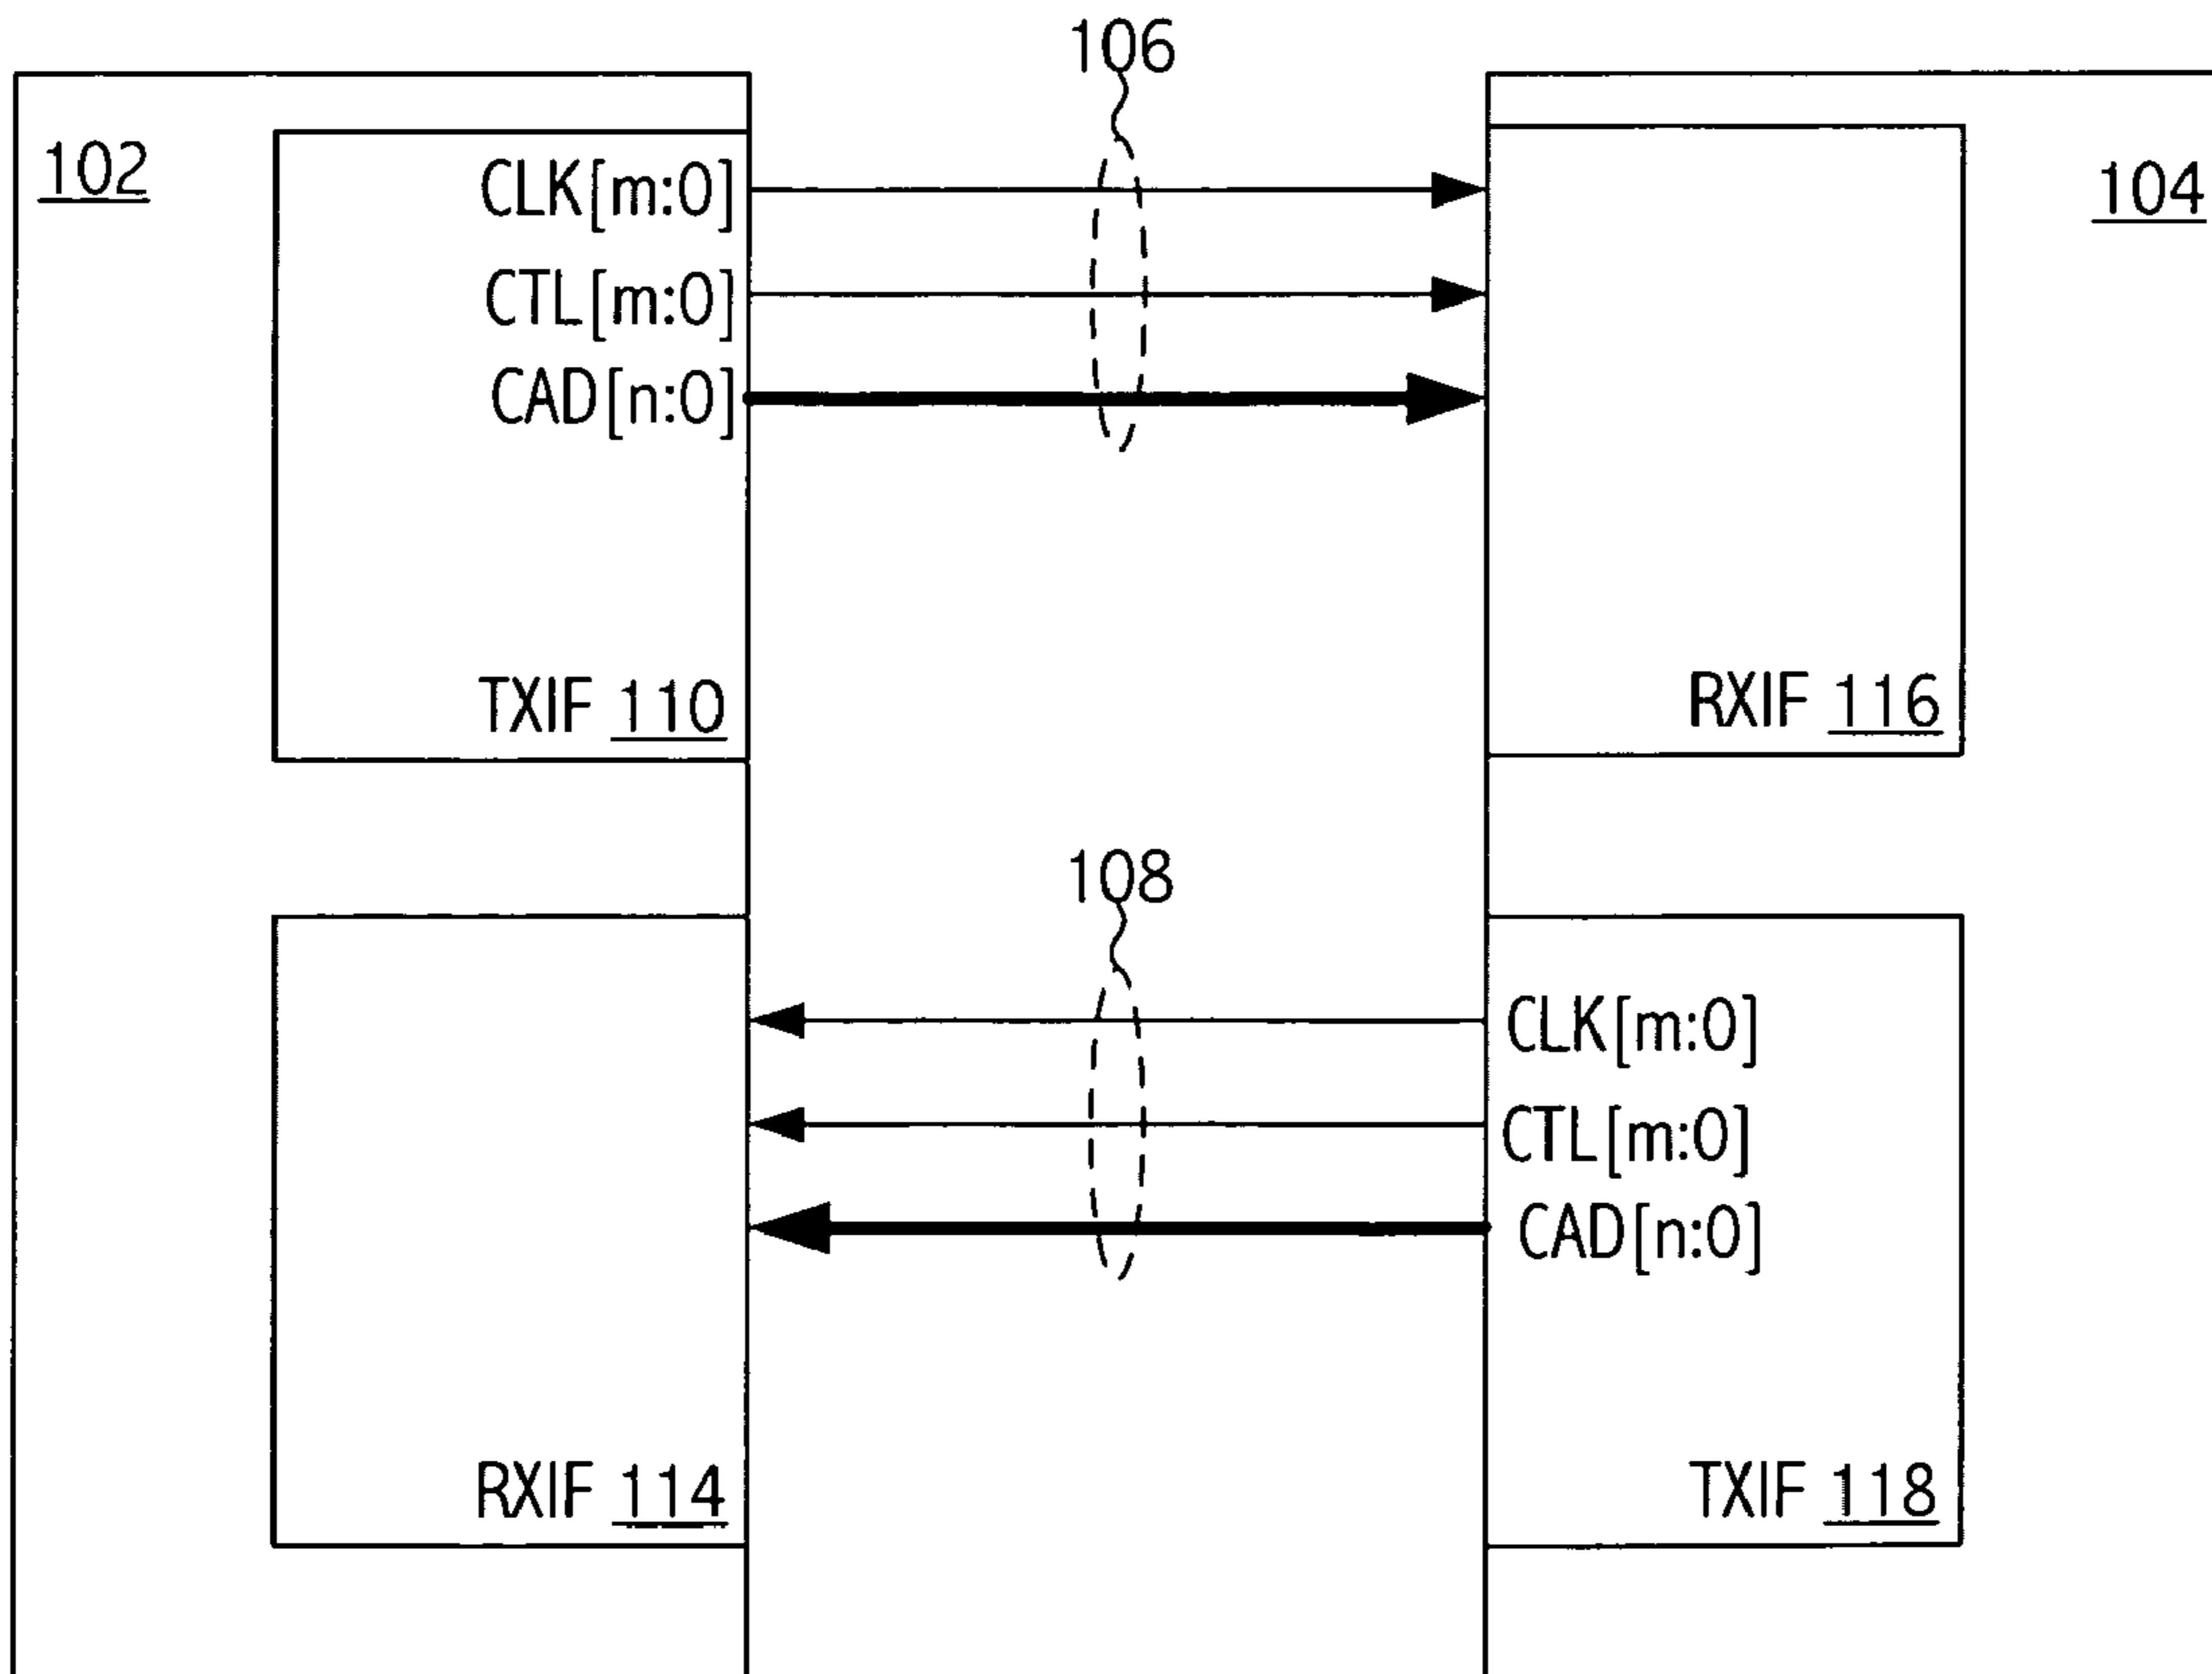 106
102
104
CLK[m:0]
CTL[m:0]
CAD[n:0]
TXIF 110
RXIF 116
108
CLK[m:0]
CTL[m:0]
CAD[n:0]
RXIF 114
TXIF 118